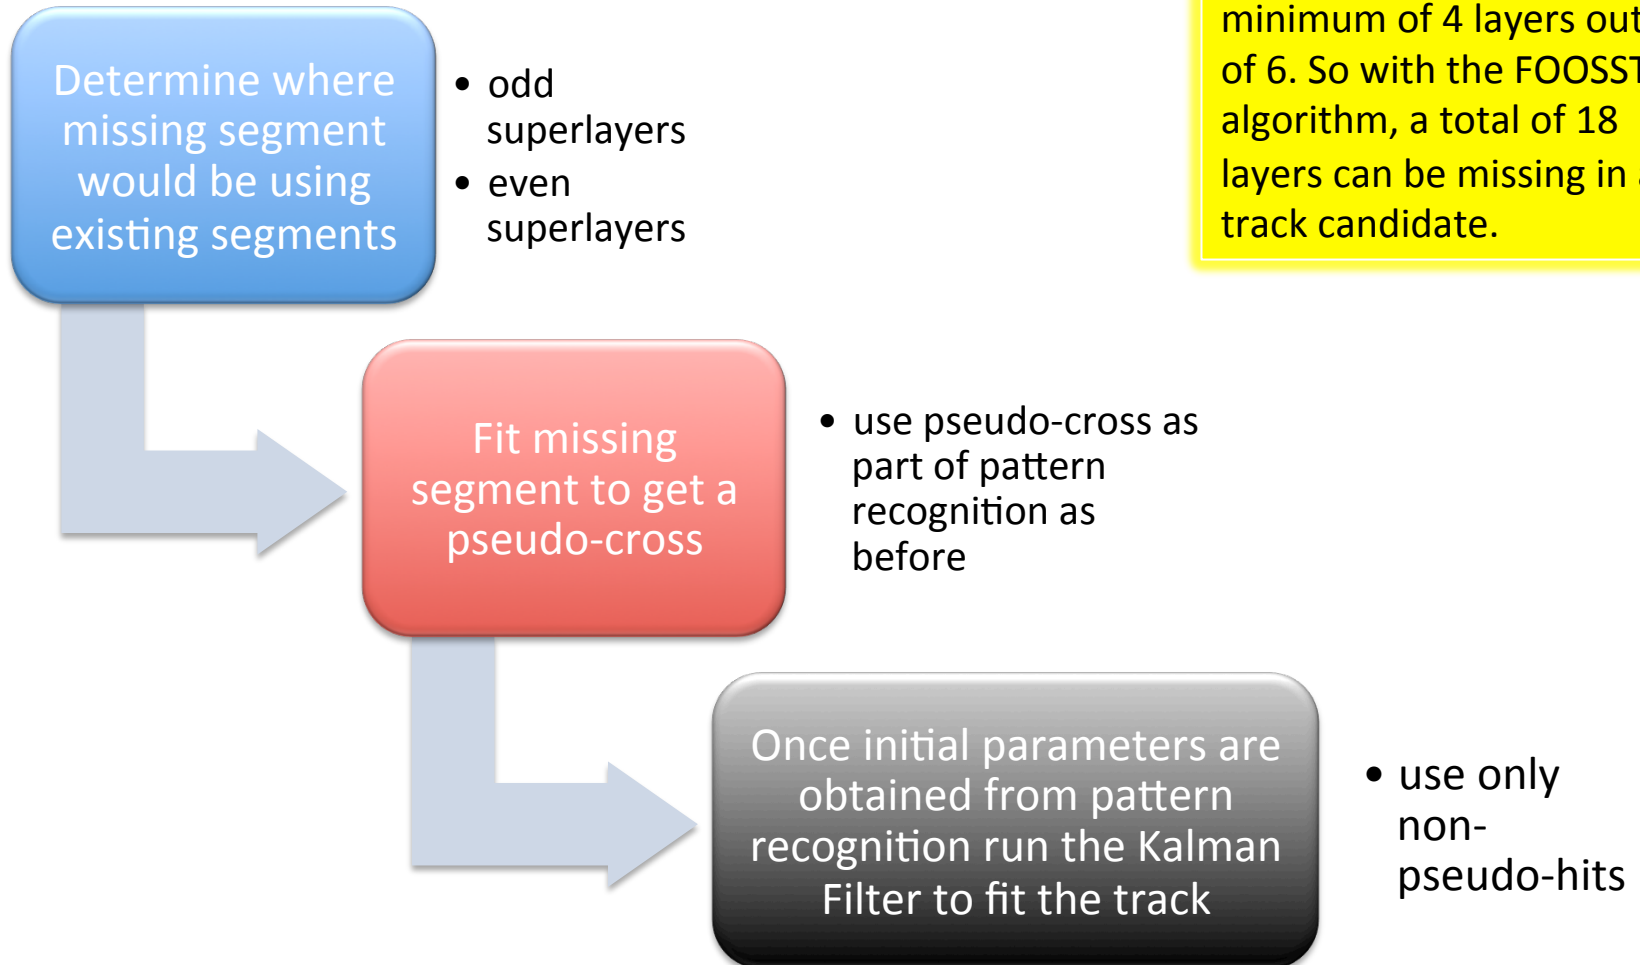 Determine where
missing segment
would be using
existing segments
• odd
superlayers
• even
superlayers
minimum of 4 layers out
of 6. So with the FOOSST
algorithm, a total of 18
layers can be missing in a
track candidate.
Fit missing
segment to get a
pseudo-cross
• use pseudo-cross as
part of pattern
recognition as
before
Once initial parameters are
obtained from pattern
recognition run the Kalman
Filter to fit the track
• use only
non-
pseudo-hits